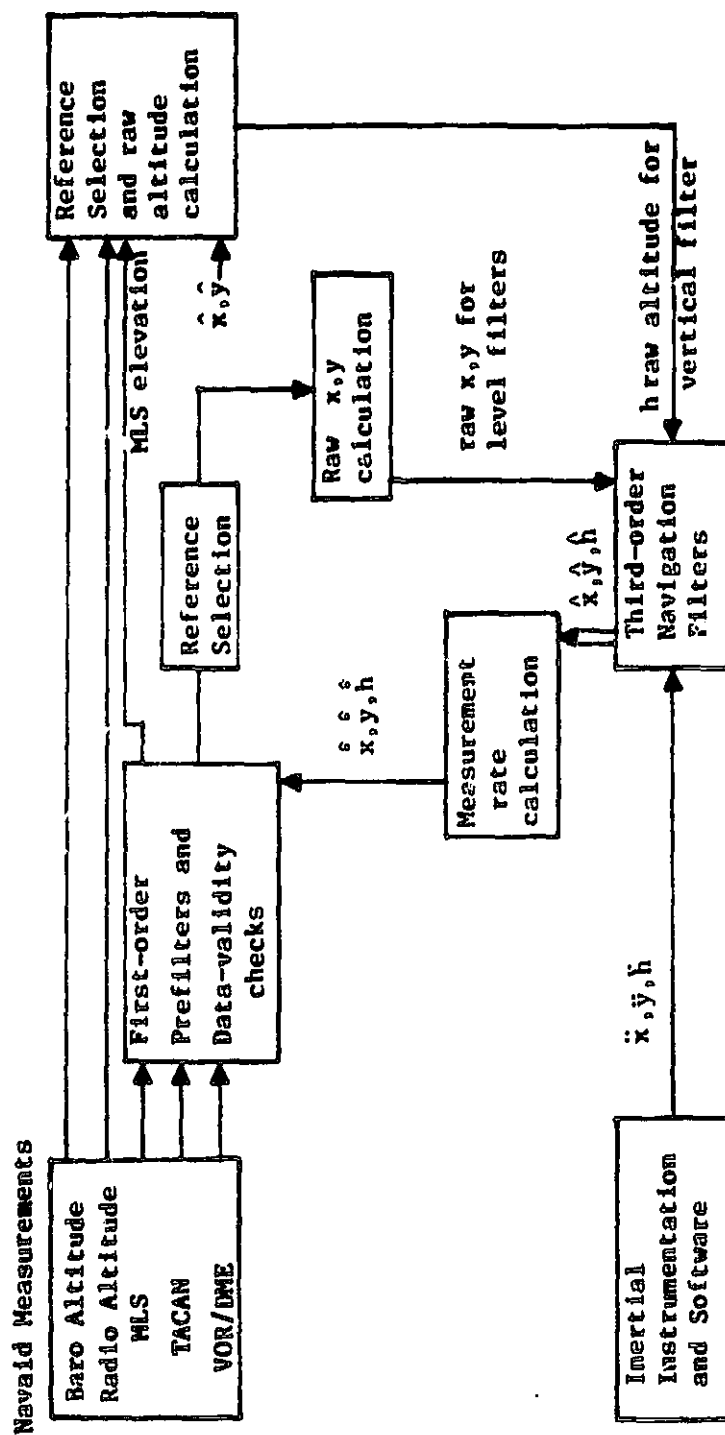 Navaid Measurements
Baro Altitude
Radio Altitude
MLS
TACAN
VOR/DME
First-order
Prefilters and
Data-validity
checks
MLS elevation
Reference
Selection
and raw
altitude
calculation
x̂,ŷ
Reference
Selection
Raw x,y
calculation
raw x,y for
level filters
x,y,h
Measurement
rate
calculation
x̂,ŷ,ĥ
h raw altitude for
vertical filter
Third-order
Navigation
Filters
ẍ,ÿ,ḧ
Inertial
Instrumentation
and Software